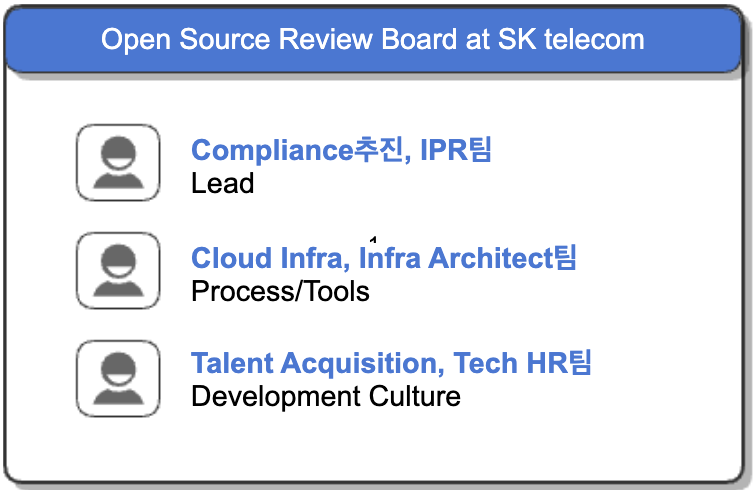 Open Source Review Board at SK telecom
Compliance추진, IPR팀
Lead
Cloud Infra, Infra Architect팀
Process/Tools
Talent Acquisition, Tech HR팀
Development Culture